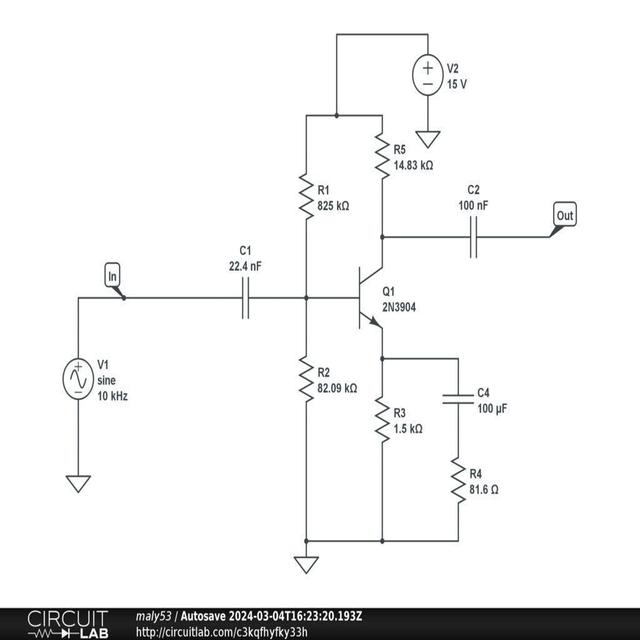 V2
15 V
R5
14.83 kΩ
R1
825 kΩ
C2
100 nF
Out
C1
22.4 nF
In
Q1
2N3904
V1
sine
10 kHz
R2
82.09 kΩ
C4
100 μF
R3
1.5 kΩ
R4
81.6 Ω
CIRCUIT
LAB
maly53 / Autosave 2024-03-04T16:23:20.193Z
http://circuitlab.com/c3kqfhyfky33h